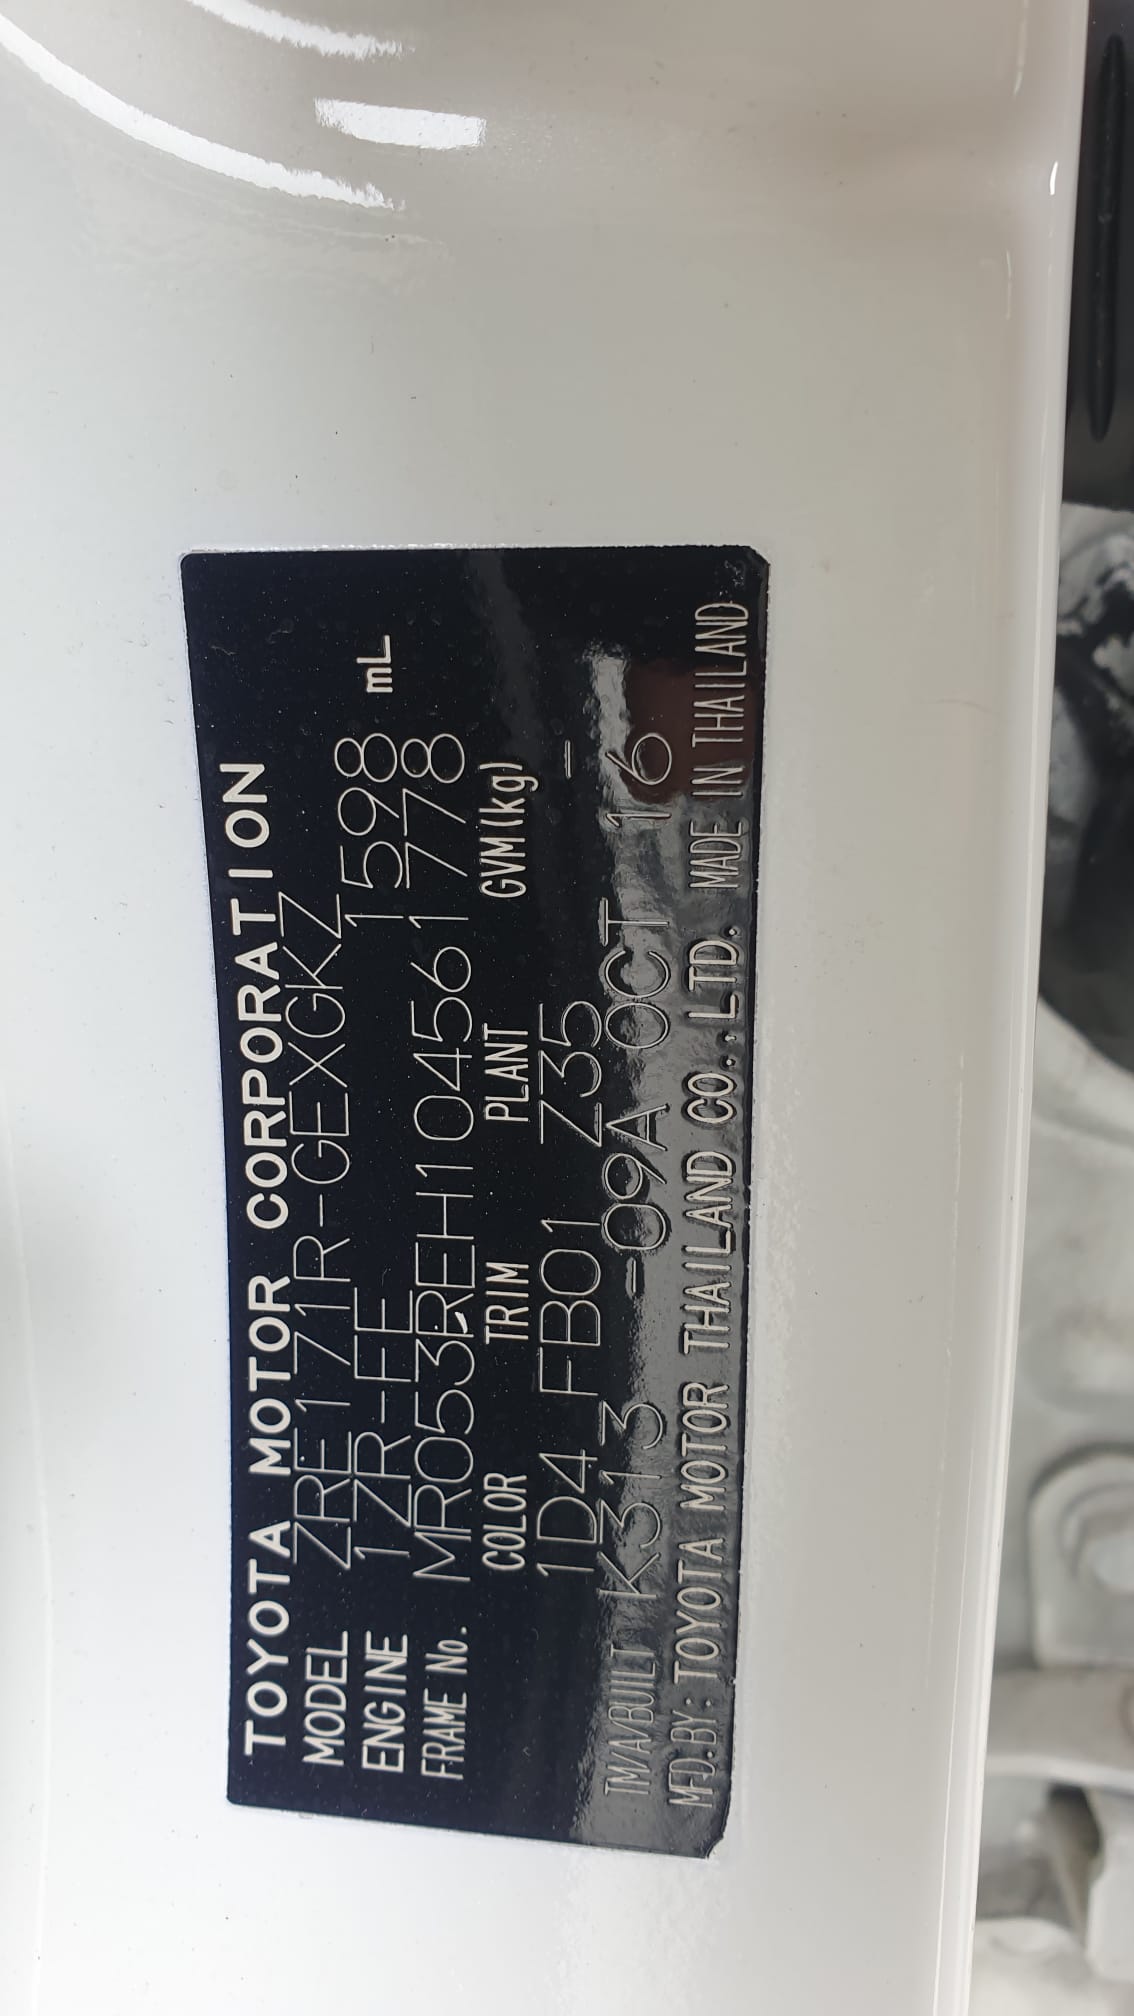 TOYOTA MOTOR CORPORATION
MODEL ZRE171R-GEXGKZ
ENGINE 1ZR-FE 1598 mL
FRAME No. MR053REH104561778
COLOR TRIM PLANT GVM(kg)
1D4 FB01 Z35 -
TM/A/BUILT K313 -09A OCT 16
MFD.BY: TOYOTA MOTOR THAILAND CO.,LTD. MADE IN THAILAND